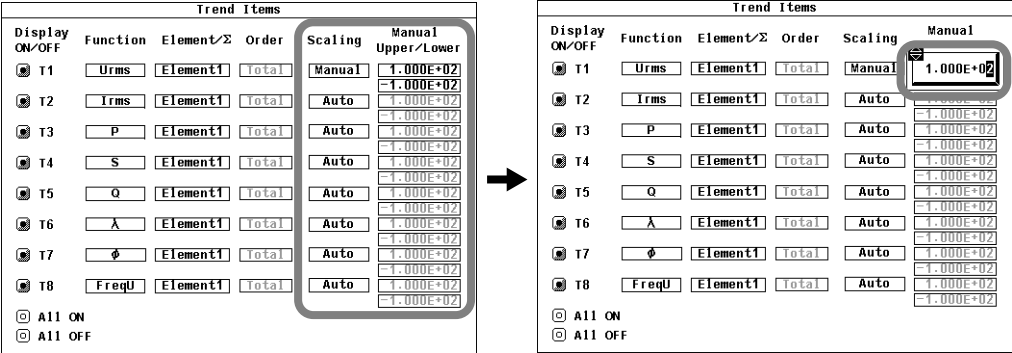 Trend Items
Display ON/OFF Function Element/Σ Order Scaling Manual Upper/Lower
T1 Urms Element1 Total Manual 1.000E+02
-1.000E+02
T2 Irms Element1 Total Auto 1.000E+02
-1.000E+02
T3 P Element1 Total Auto 1.000E+02
-1.000E+02
T4 S Element1 Total Auto 1.000E+02
-1.000E+02
T5 Q Element1 Total Auto 1.000E+02
-1.000E+02
T6 λ Element1 Total Auto 1.000E+02
-1.000E+02
T7 ϕ Element1 Total Auto 1.000E+02
-1.000E+02
T8 FreqU Element1 Total Auto 1.000E+02
-1.000E+02
All ON
All OFF
Trend Items
Display ON/OFF Function Element/Σ Order Scaling Manual
T1 Urms Element1 Total Manual 1.000E+02
T2 Irms Element1 Total Auto 1.000E+02
-1.000E+02
T3 P Element1 Total Auto 1.000E+02
-1.000E+02
T4 S Element1 Total Auto 1.000E+02
-1.000E+02
T5 Q Element1 Total Auto 1.000E+02
-1.000E+02
T6 λ Element1 Total Auto 1.000E+02
-1.000E+02
T7 ϕ Element1 Total Auto 1.000E+02
-1.000E+02
T8 FreqU Element1 Total Auto 1.000E+02
-1.000E+02
All ON
All OFF